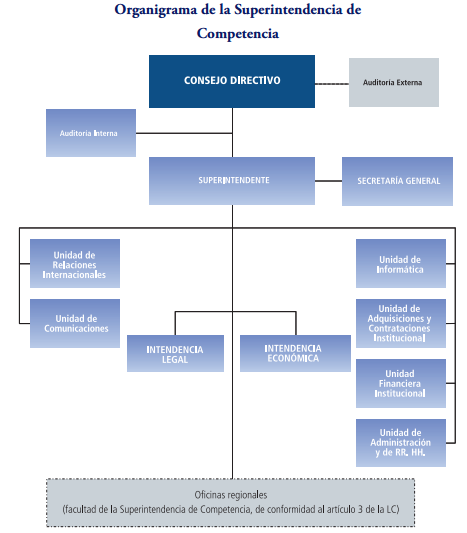 Organigrama de la Superintendencia de
Competencia
CONSEJO DIRECTIVO
Auditoría Externa
Auditoría Interna
SUPERINTENDENTE
SECRETARÍA GENERAL
Unidad de
Relaciones
Internacionales
Unidad de
Informática
Unidad de
Comunicaciones
Unidad de
Adquisiciones y
Contrataciones
Institucional
INTENDENCIA
LEGAL
INTENDENCIA
ECONÓMICA
Unidad
Financiera
Institucional
Unidad de
Administración
y de RR. HH.
Oficinas regionales
(facultad de la Superintendencia de Competencia, de conformidad al artículo 3 de la LC)